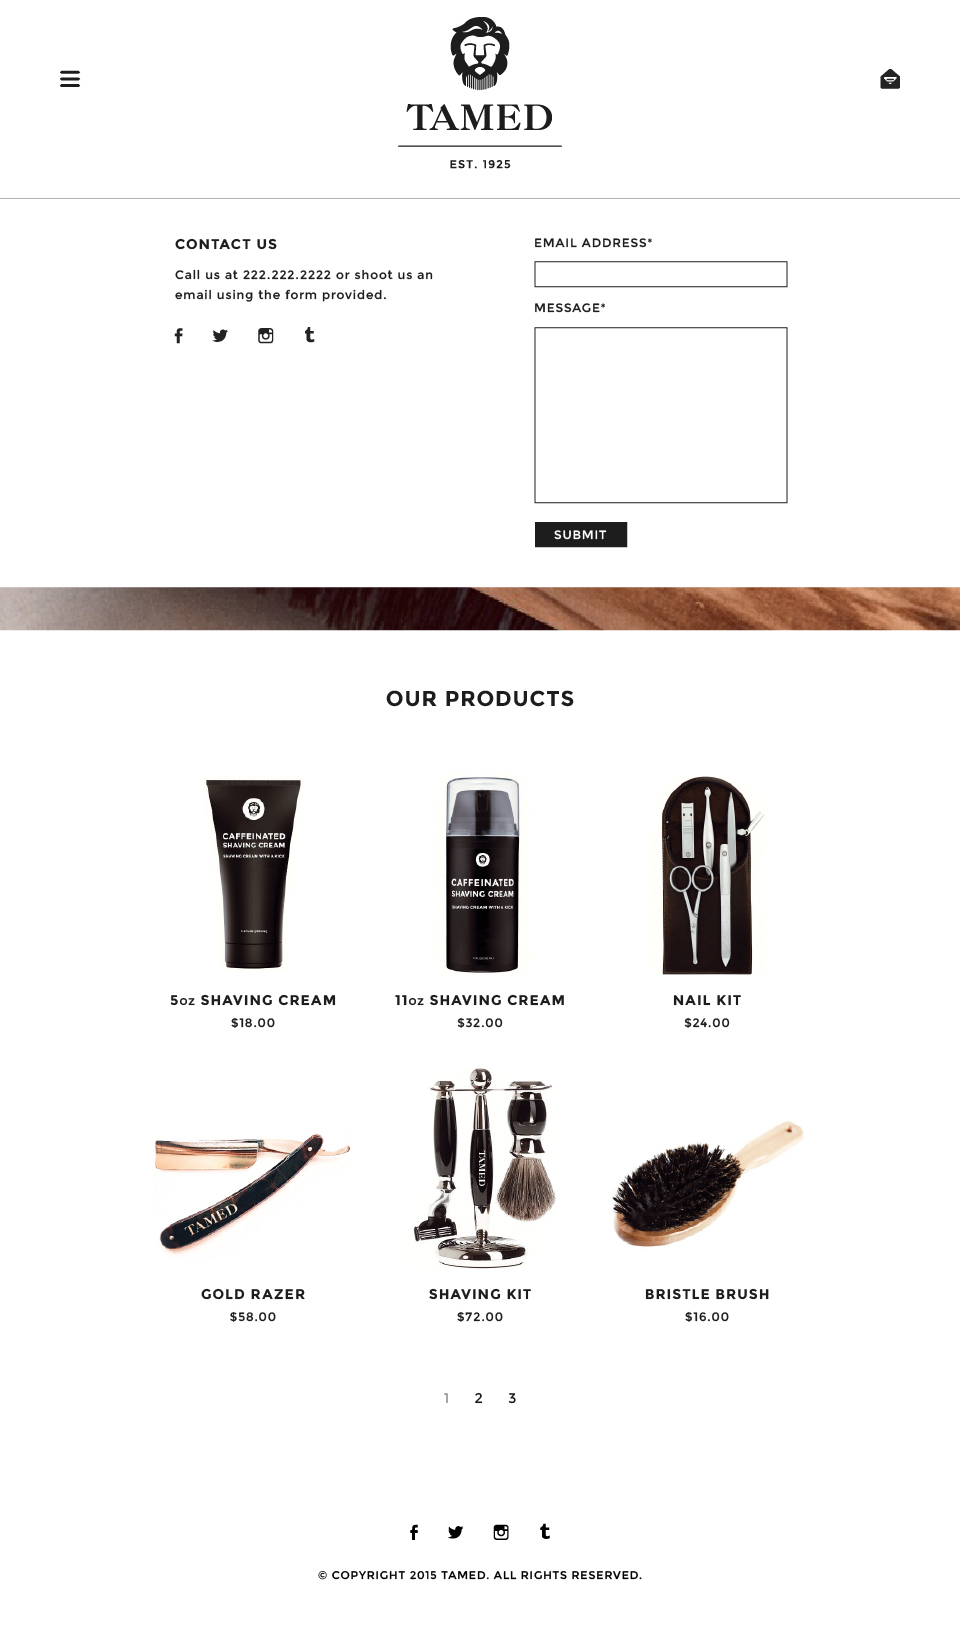 TAMED
EST. 1925
CONTACT US
Call us at 222.222.2222 or shoot us an
email using the form provided.
EMAIL ADDRESS*
MESSAGE*
SUBMIT
OUR PRODUCTS
CAFFEINATED
SHAVING CREAM
SHAVING CREAM WITH A KICK
CAFFEINATED
SHAVING CREAM
SHAVING CREAM WITH A KICK
5oz SHAVING CREAM
$18.00
11oz SHAVING CREAM
$32.00
NAIL KIT
$24.00
TAMED
TAMED
GOLD RAZER
$58.00
SHAVING KIT
$72.00
BRISTLE BRUSH
$16.00
1 2 3
© COPYRIGHT 2015 TAMED. ALL RIGHTS RESERVED.